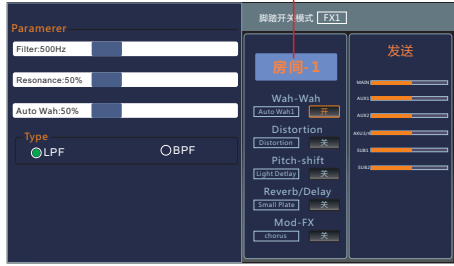 Paramerer
Filter:500Hz
Resonance:50%
Auto Wah:50%
Type
LPF
BPF
脚踏开关模式 FX1
房间-1
Wah-Wah
Auto Wah1 开
Distortion
Distortion 关
Pitch-shift
Light Detlay 关
Reverb/Delay
Small Plate 关
Mod-FX
chorus 关
发送
MAIN
AUX1
AUX2
AXU3/4
SUB1
SUB2